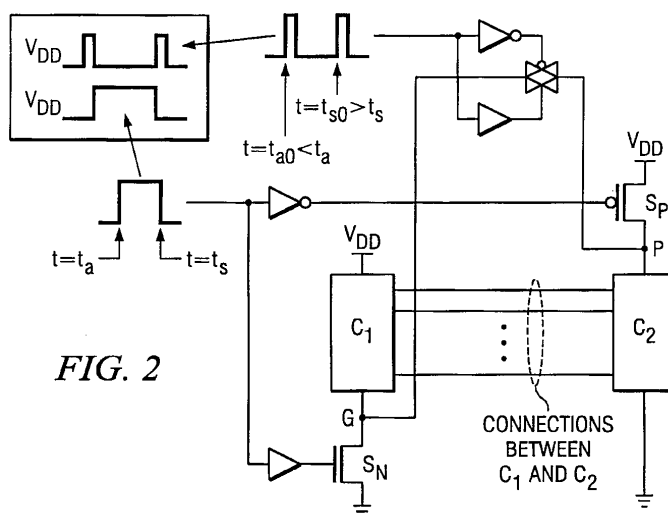 V_DD
V_DD
t=t_a0<t_a
t=t_s0>t_s
V_DD
S_P
P
t=t_a
t=t_s
V_DD
C_1
C_2
FIG. 2
G
S_N
CONNECTIONS
BETWEEN
C_1 AND C_2